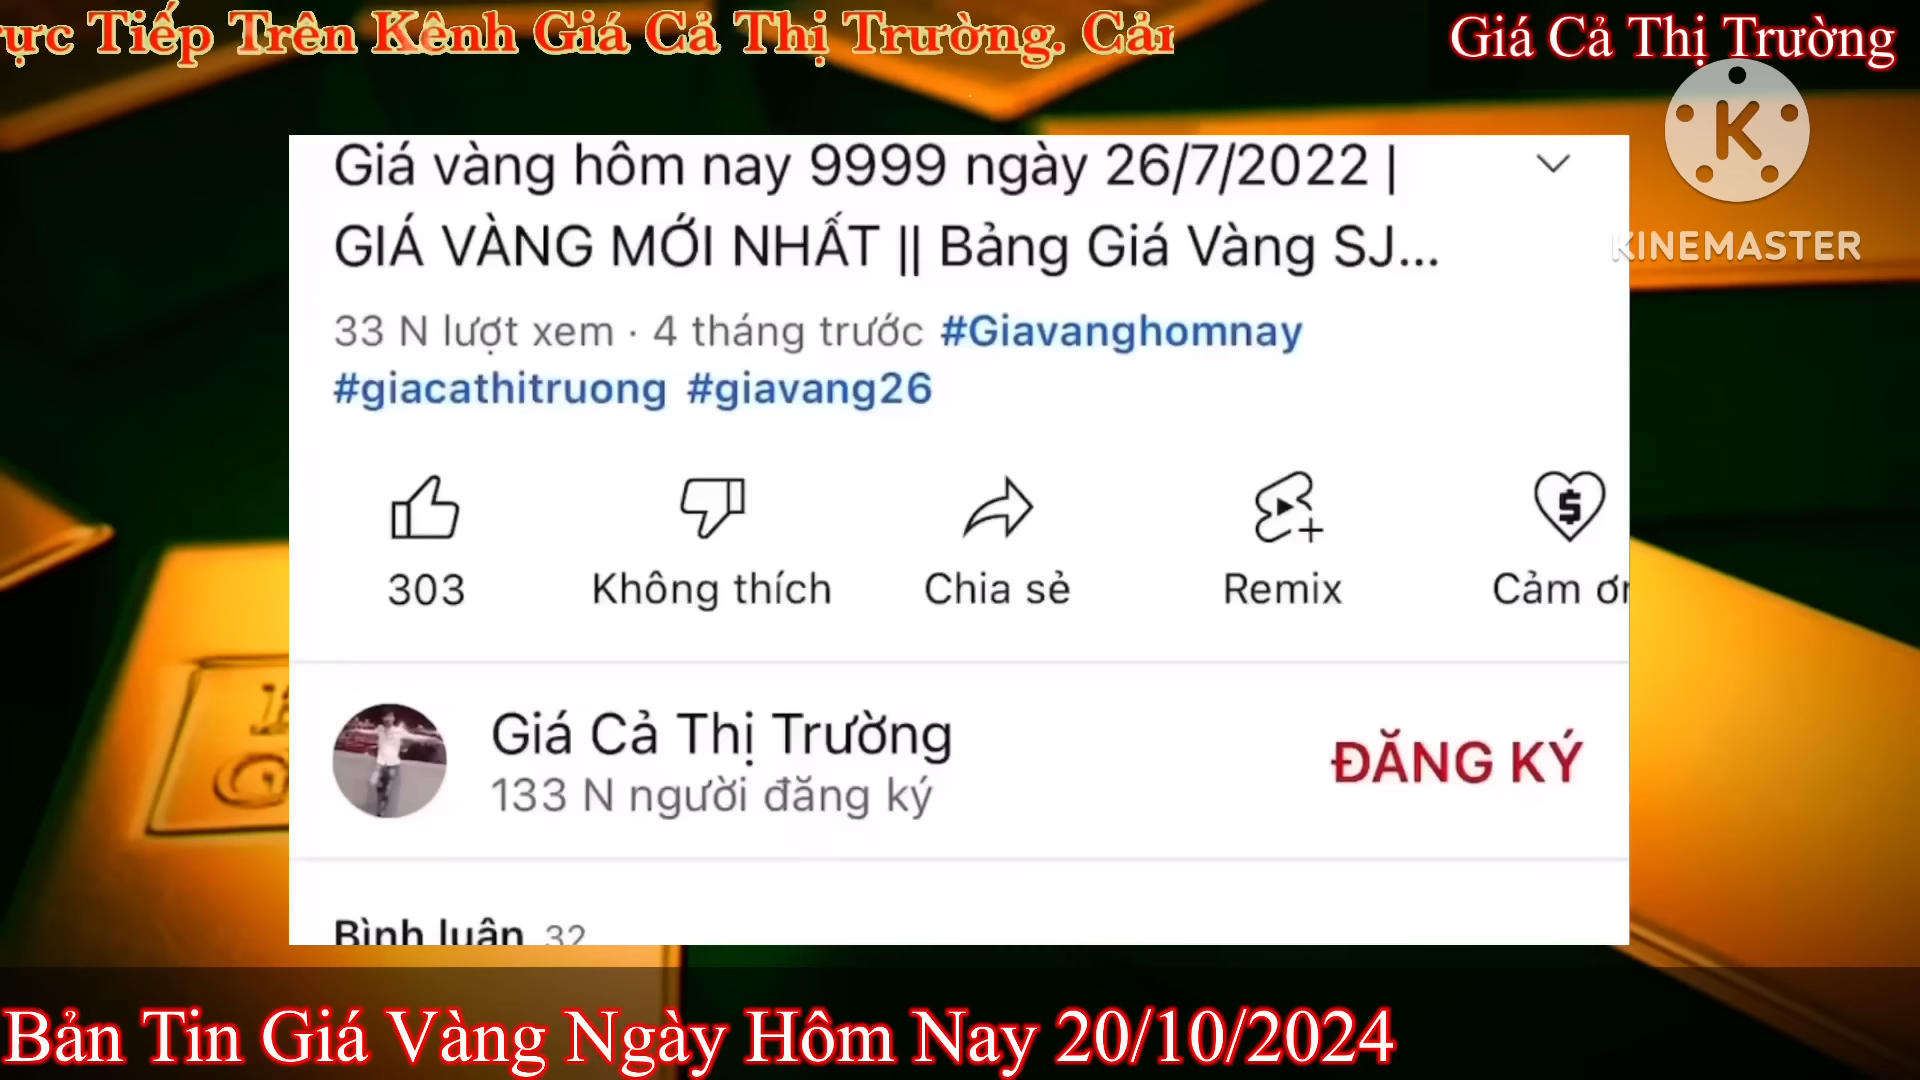 Tiếp Trên Kênh Giá Cả Thị Trường.
Giá Cả Thị Trường
K
KINEMASTER
Giá vàng hôm nay 9999 ngày 26/7/2022 |
GIÁ VÀNG MỚI NHẤT || Bảng Giá Vàng SJ...
33 N lượt xem · 4 tháng trước #Giavanghomnay
#giacathitruong #giavang26
303
Không thích
Chia sẻ
Remix
Cảm ơn
Giá Cả Thị Trường
133 N người đăng ký
ĐĂNG KÝ
Bình luận 32
Bản Tin Giá Vàng Ngày Hôm Nay 20/10/2024